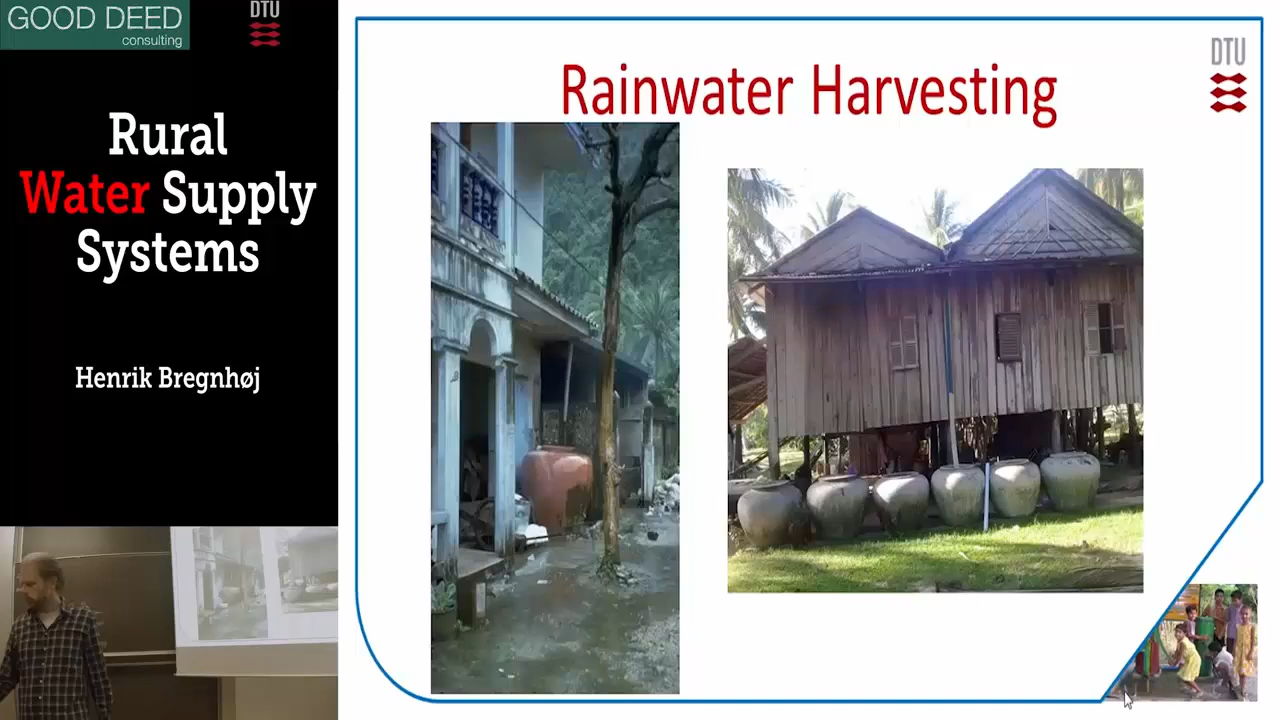 GOOD DEED
consulting
DTU
Rural
Water Supply
Systems
Henrik Bregnhøj
Rainwater Harvesting
DTU